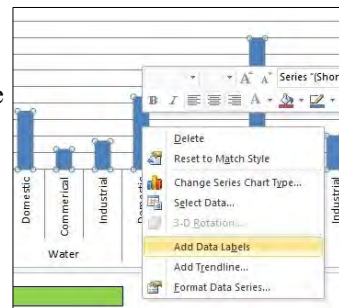 e
Series "(Shor
B I A
Delete
Reset to Match Style
Change Series Chart Type...
Select Data...
3-D Rotation...
Add Data Labels
Add Trendline...
Format Data Series...
Domestic
Commerical
Industrial
Industrial
Water